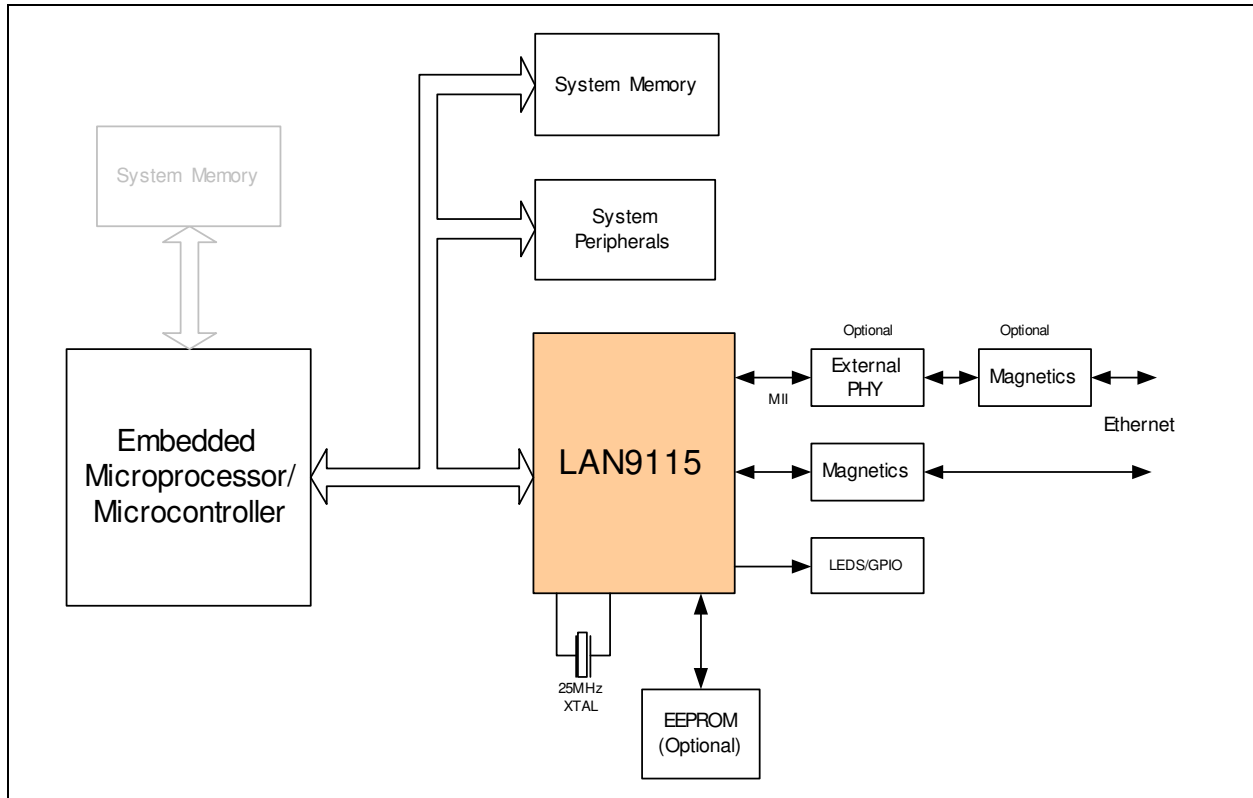 System Memory
System Memory
System
Peripherals
Embedded
Microprocessor/
Microcontroller
LAN9115
Optional
External
PHY
MII
Optional
Magnetics
Ethernet
Magnetics
LEDS/GPIO
25MHz
XTAL
EEPROM
(Optional)